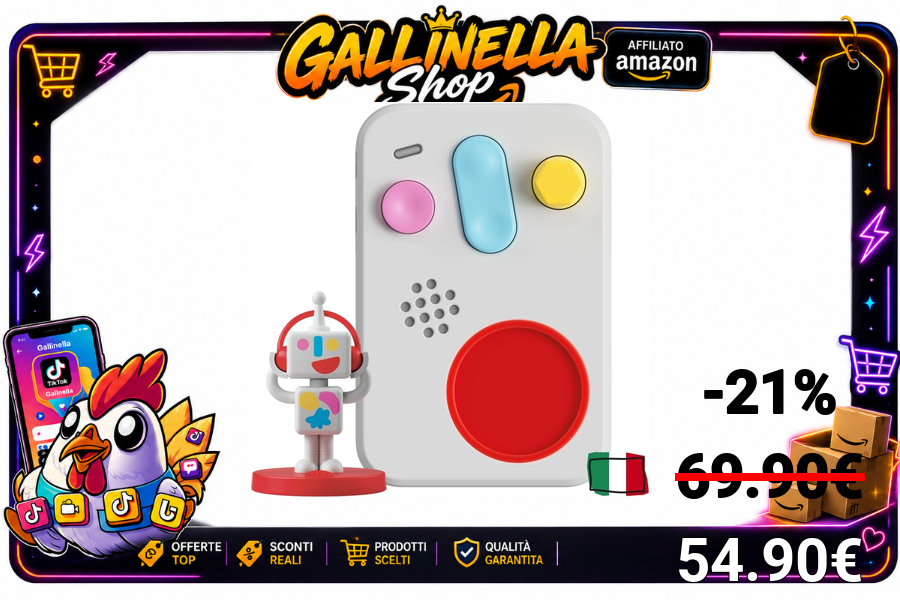 GALLINELLA
Shop
AFFILIATO
amazon
Gallinella
TikTok
Gallinella
-21%
69.90€
54.90€
OFFERTE
TOP
SCONTI
REALI
PRODOTTI
SCELTI
QUALITÀ
GARANTITA